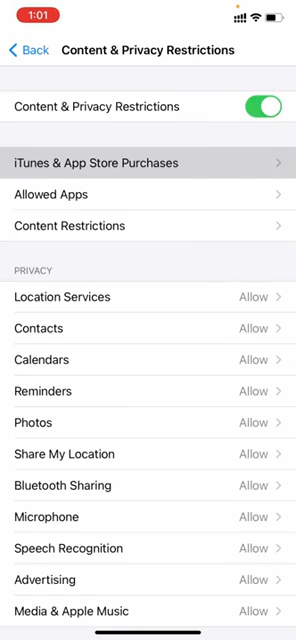 1:01
Back Content & Privacy Restrictions
Content & Privacy Restrictions
iTunes & App Store Purchases
Allowed Apps
Content Restrictions
PRIVACY
Location Services Allow
Contacts Allow
Calendars Allow
Reminders Allow
Photos Allow
Share My Location Allow
Bluetooth Sharing Allow
Microphone Allow
Speech Recognition Allow
Advertising Allow
Media & Apple Music Allow